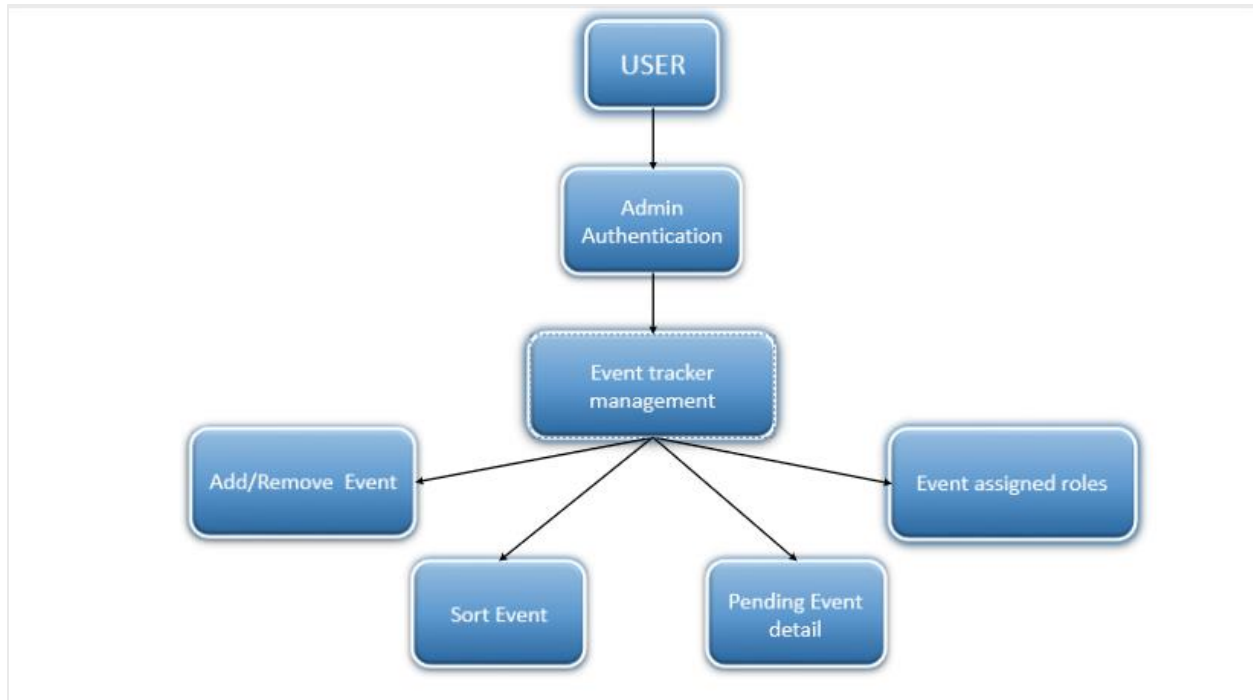 USER
Admin
Authentication
Event tracker
management
Add/Remove  Event
Event assigned roles
Sort Event
Pending Event
detail